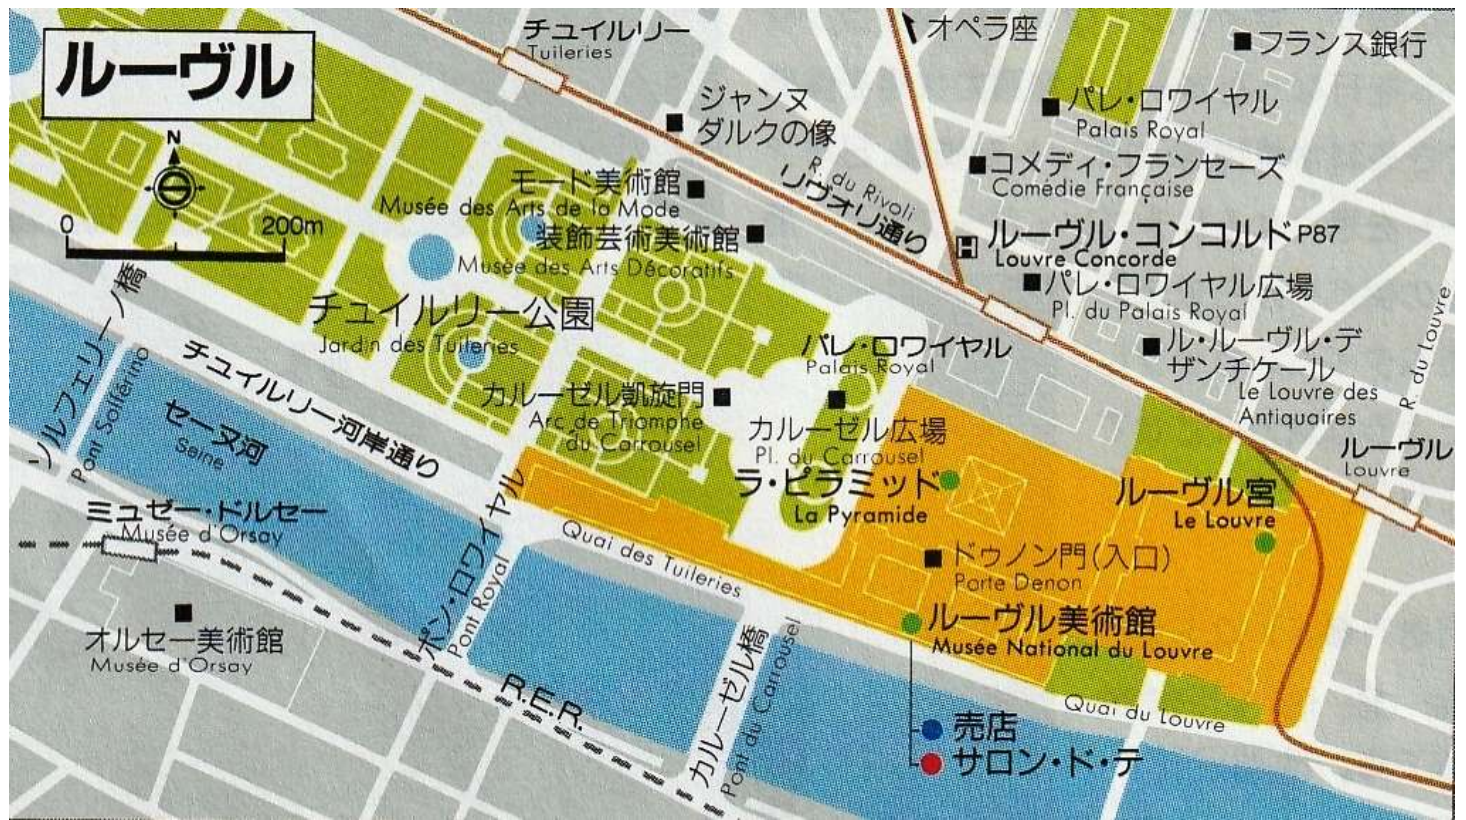 ルーヴル
N
0 200m
チュイルリー
Tuileries
オペラ座
フランス銀行
ジャンヌ
ダルクの像
パレ・ロワイヤル
Palais Royal
コメディ・フランセーズ
Comédie Française
モード美術館
Musée des Arts de la Mode
装飾芸術美術館
Musée des Arts Décoratifs
R. du Rivoli
リヴォリ通り
ルーヴル・コンコルド P87
Louvre Concorde
パレ・ロワイヤル広場
Pl. du Palais Royal
チュイルリー公園
Jardin des Tuileries
パレ・ロワイヤル
Palais Royal
ル・ルーヴル・デ
ザンチケール
Le Louvre des
Antiquaires
R. du Louvre
ルーヴル
Louvre
ソルフェリーノ橋
Pont Solférino
チュイルリー河岸通り
セーヌ河
Seine
カルーゼル凱旋門
Arc de Triomphe
du Carrousel
カルーゼル広場
Pl. du Carrousel
ラ・ピラミッド
La Pyramide
ルーヴル宮
Le Louvre
ミュゼー・ドルセー
Musée d'Orsay
ポン・ロワイヤル
Pont Royal
Quai des Tuileries
ドゥノン門(入口)
Porte Denon
オルセー美術館
Musée d'Orsay
ルーヴル美術館
Musée National du Louvre
R.E.R.
カルーゼル橋
Pont du Carrousel
Quai du Louvre
売店
サロン・ド・テ